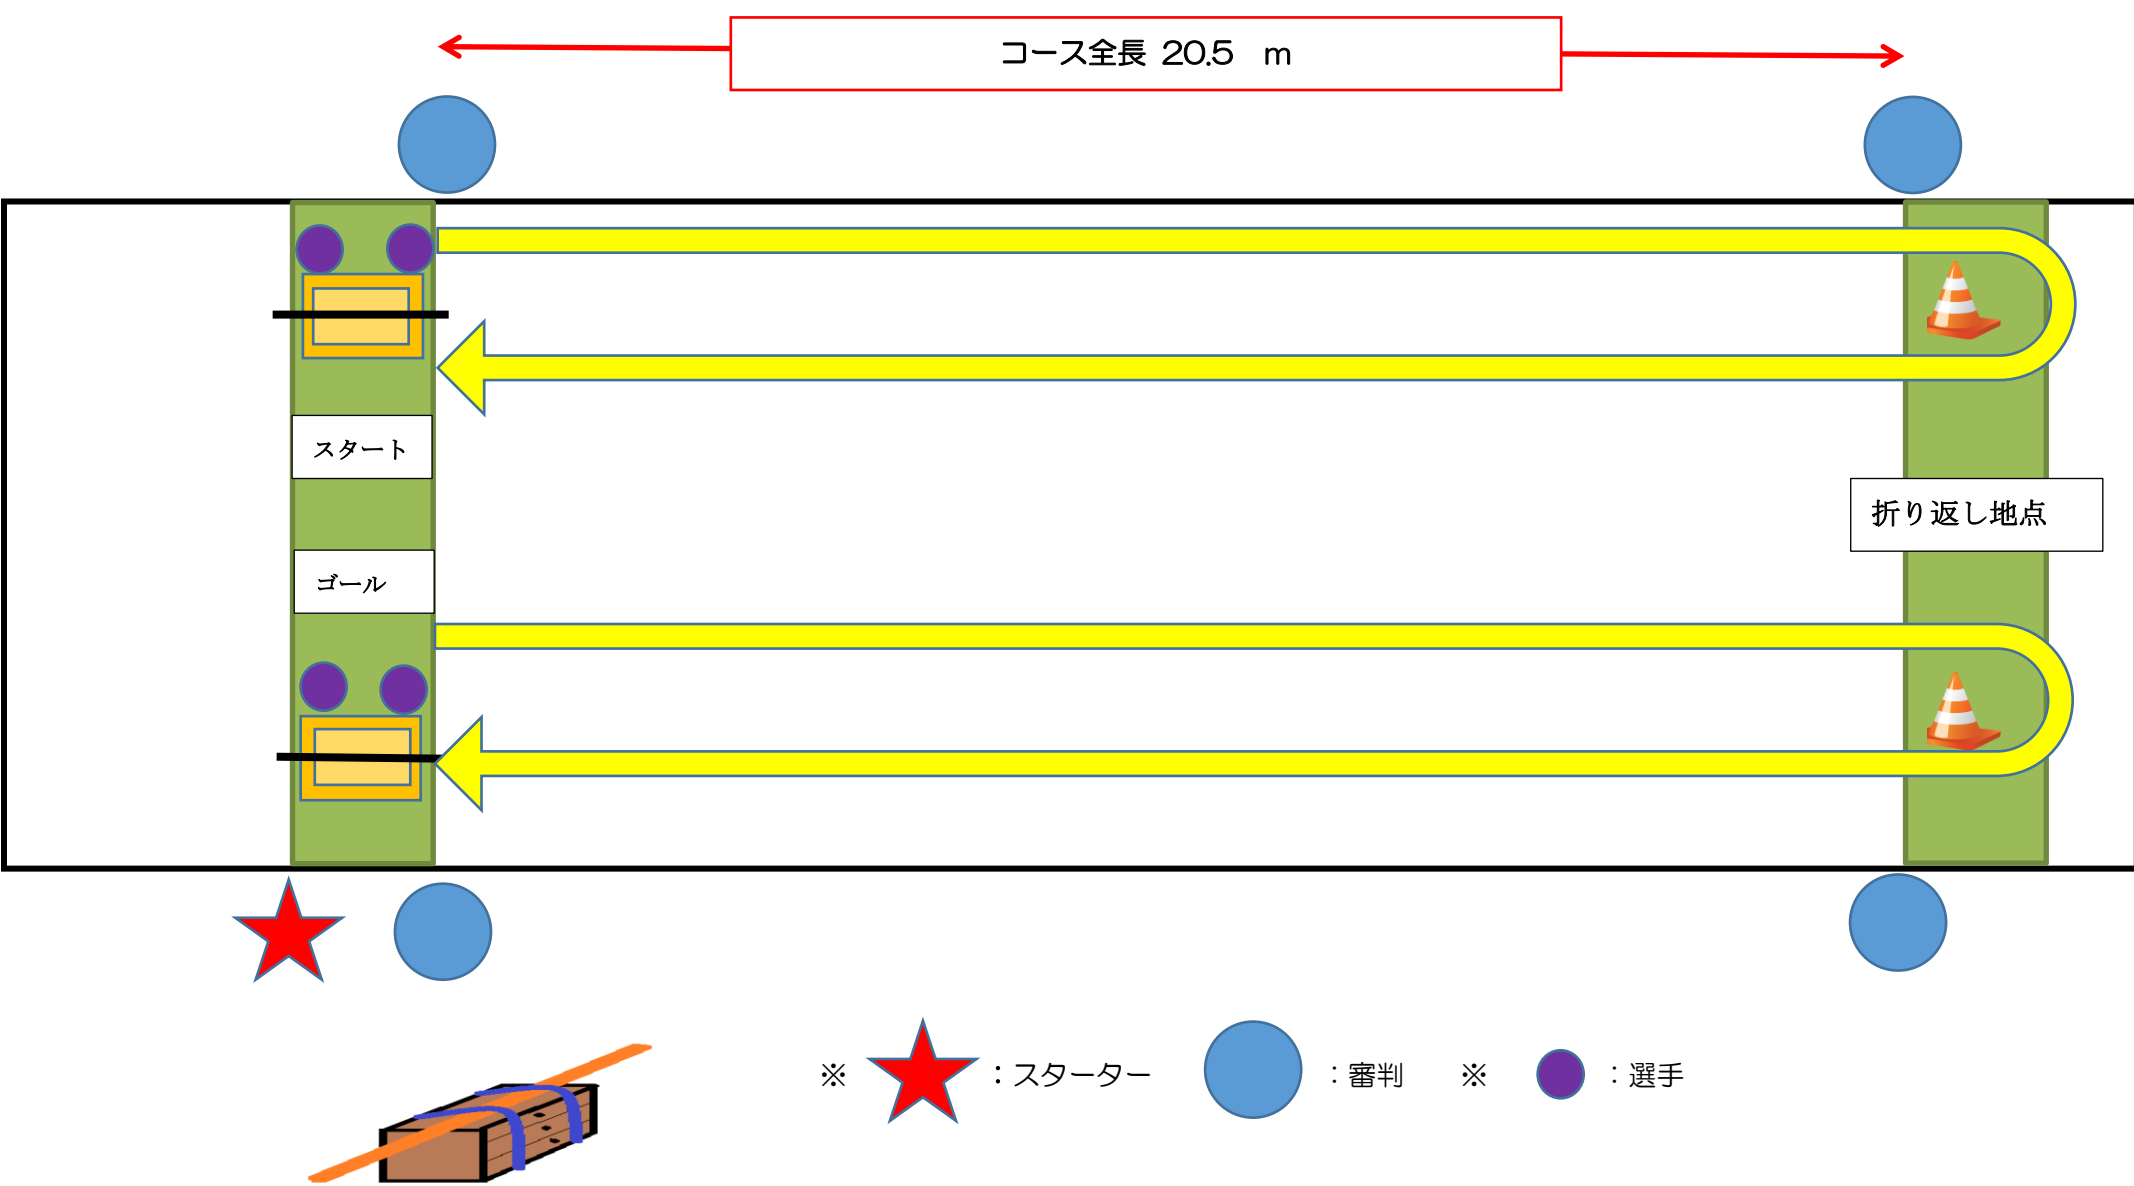 コース全長 20.5 m
スタート
ゴール
折り返し地点
※ ：スターター ：審判 ※ ：選手